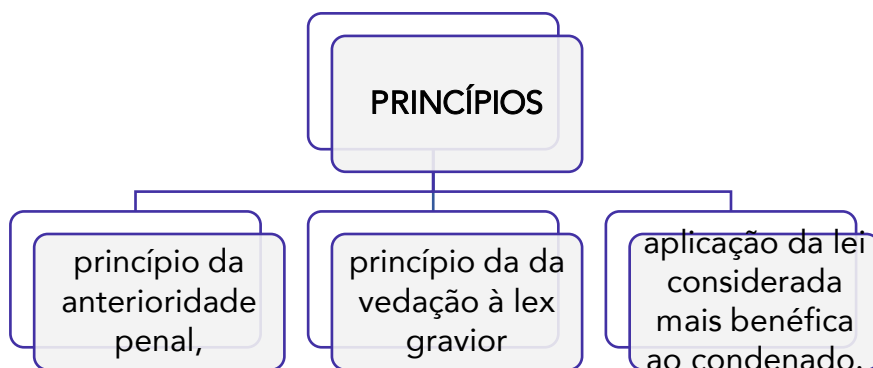 PRINCÍPIOS
princípio da
anterioridade
penal,
princípio da da
vedação à lex
gravior
aplicação da lei
considerada
mais benéfica
ao condenado.